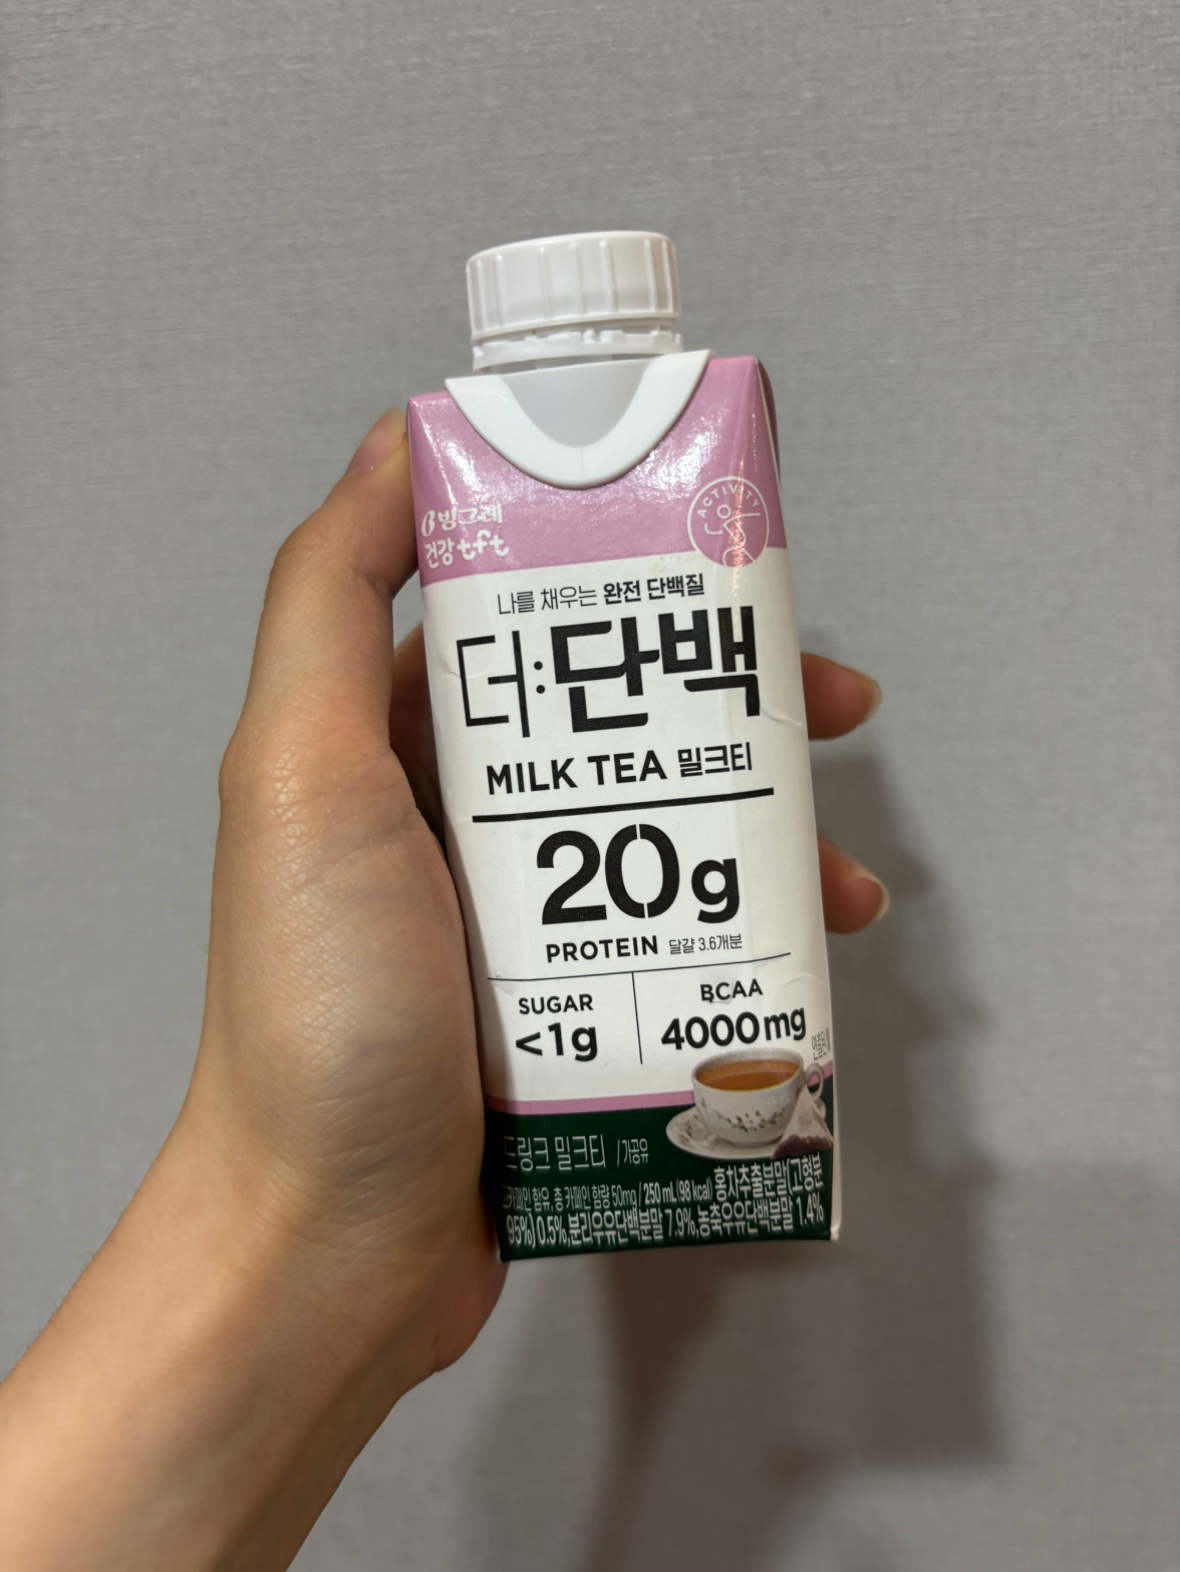 빙그레
건강 tft
ACTIVITY
나를 채우는 완전 단백질
더:단백
MILK TEA 밀크티
20g
PROTEIN 달걀 3.6개분
SUGAR
<1g
BCAA
4000mg
드링크 밀크티 /가공유
카페인 함유, 총 카페인 함량 50mg / 250 mL(98 kcal) 홍차추출분말(고형분
95%) 0.5%,분리우유단백분말 7.9%,농축우유단백분말 1.4%